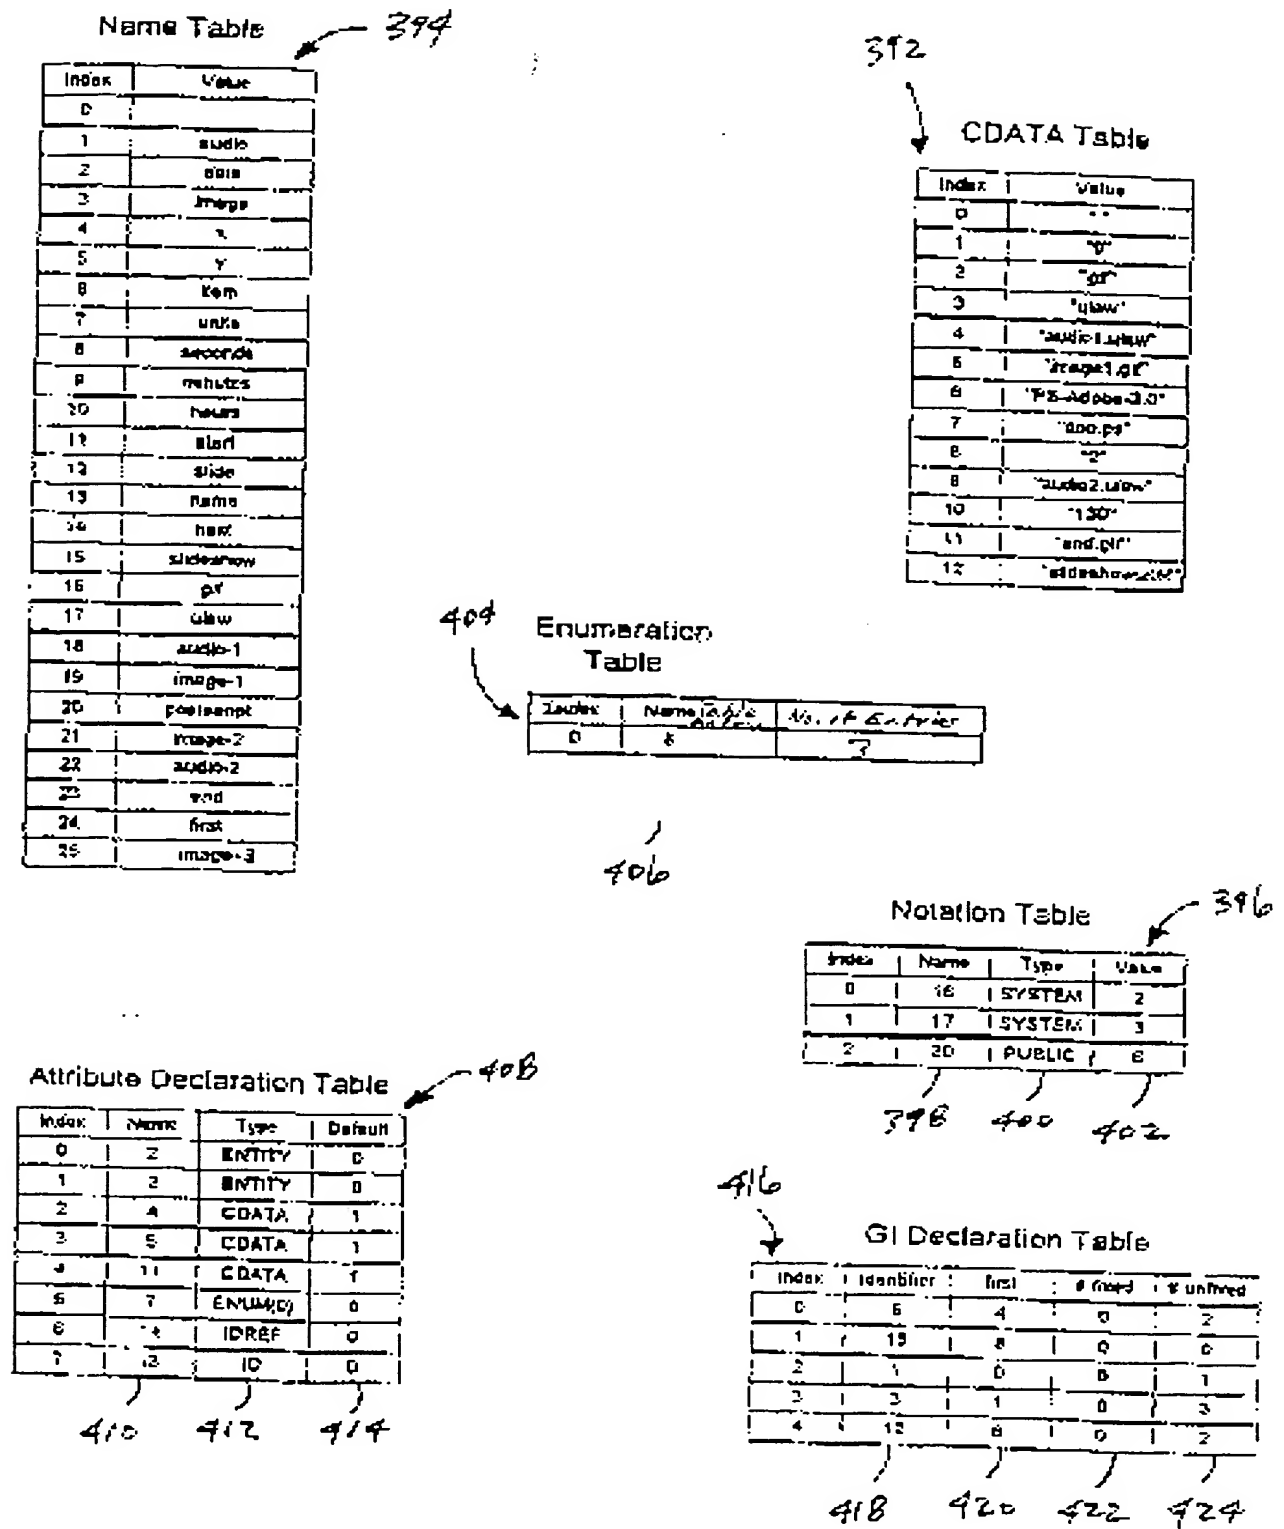 Name Table
394
Index Value
0
1 audio
2 data
3 image
4 x
5 y
6 item
7 units
8 seconds
9 minutes
10 hours
11 start
12 slide
13 name
14 next
15 slideshow
16 gif
17 ulaw
18 audio-1
19 image-1
20 postscript
21 image-2
22 audio-2
23 end
24 first
25 image-3
392
CDATA Table
Index Value
0 " "
1 "0"
2 "gif"
3 "ulaw"
4 "audio1.ulaw"
5 "image1.gif"
6 "PS-Adobe-3.0"
7
8 "2"
9 "audio2.ulaw"
10
11 "end.gif"
12
404
Enumeration
Table
Index Name Table No. of Entries
0 8 3
406
Notation Table
396
Index Name Type Value
0 16 SYSTEM 2
1 17 SYSTEM 3
2 20 PUBLIC 6
398 400 402
Attribute Declaration Table
408
Index Name Type Default
0 2 ENTITY 0
1 2 ENTITY 0
2 4 CDATA 1
3 5 CDATA 1
4 11 CDATA 1
5 7 ENUM(0) 0
6 14 IDREF 0
7 13 ID 0
410 412 414
416
GI Declaration Table
Index Identifier first # fixed # unfixed
0 6 4 0 2
1 15 0 0
2 1 0 0 1
3 3 1 0 3
4 12 6 0 2
418 420 422 424